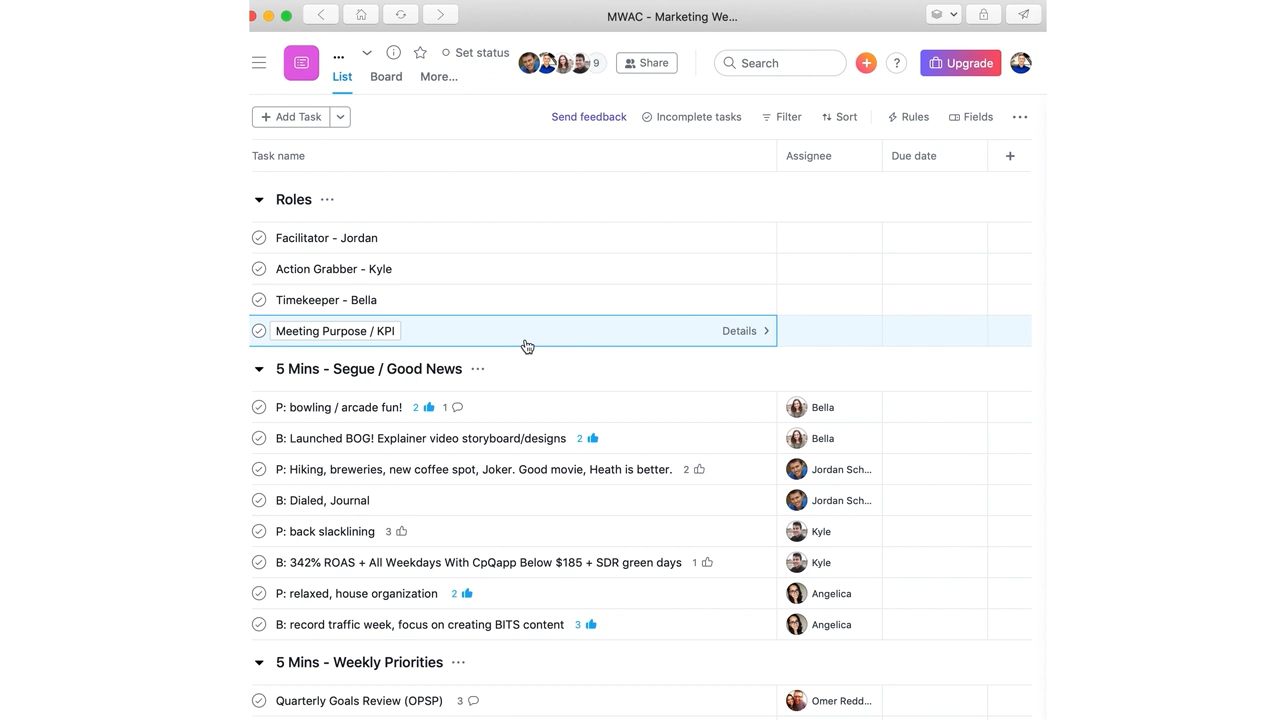 MWAC - Marketing We...
...
Set status
9
Share
Search
+
?
Upgrade
List
Board
More...
+ Add Task
Send feedback
Incomplete tasks
Filter
Sort
Rules
Fields
...
Task name
Assignee
Due date
+
Roles ...
Facilitator - Jordan
Action Grabber - Kyle
Timekeeper - Bella
Meeting Purpose / KPI
Details >
5 Mins - Segue / Good News ...
P: bowling / arcade fun! 2 1
Bella
B: Launched BOG! Explainer video storyboard/designs 2
Bella
P: Hiking, breweries, new coffee spot, Joker. Good movie, Heath is better. 2
Jordan Sch...
B: Dialed, Journal
Jordan Sch...
P: back slacklining 3
Kyle
B: 342% ROAS + All Weekdays With CpQapp Below $185 + SDR green days 1
Kyle
P: relaxed, house organization 2
Angelica
B: record traffic week, focus on creating BITS content 3
Angelica
5 Mins - Weekly Priorities ...
Quarterly Goals Review (OPSP) 3
Omer Redd...